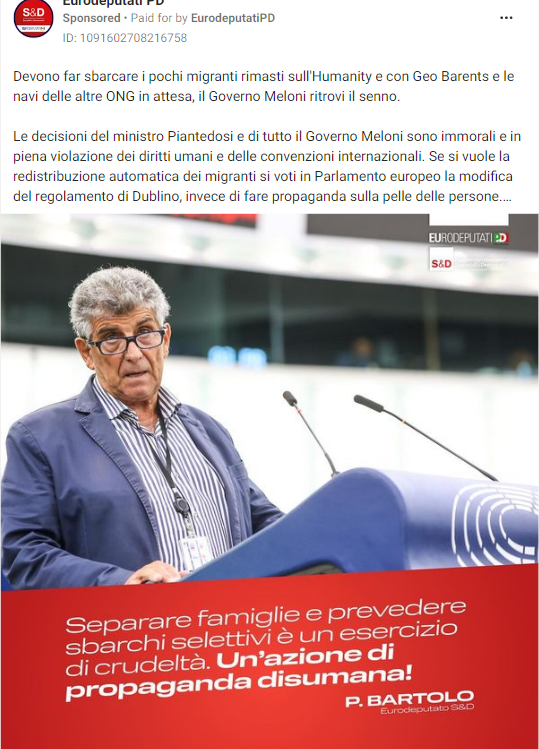 Eurodeputati PD
Sponsored • Paid for by EurodeputatiPD
ID: 1091602708216758
Devono far sbarcare i pochi migranti rimasti sull'Humanity e con Geo Barents e le
navi delle altre ONG in attesa, il Governo Meloni ritrovi il senno.
Le decisioni del ministro Piantedosi e di tutto il Governo Meloni sono immorali e in
piena violazione dei diritti umani e delle convenzioni internazionali. Se si vuole la
redistribuzione automatica dei migranti si voti in Parlamento europeo la modifica
del regolamento di Dublino, invece di fare propaganda sulla pelle delle persone....
S&D
EURODEPUTATI PD
S&D
Separare famiglie e prevedere
sbarchi selettivi è un esercizio
di crudeltà. Un'azione di
propaganda disumana!
P. BARTOLO
Eurodeputato S&D